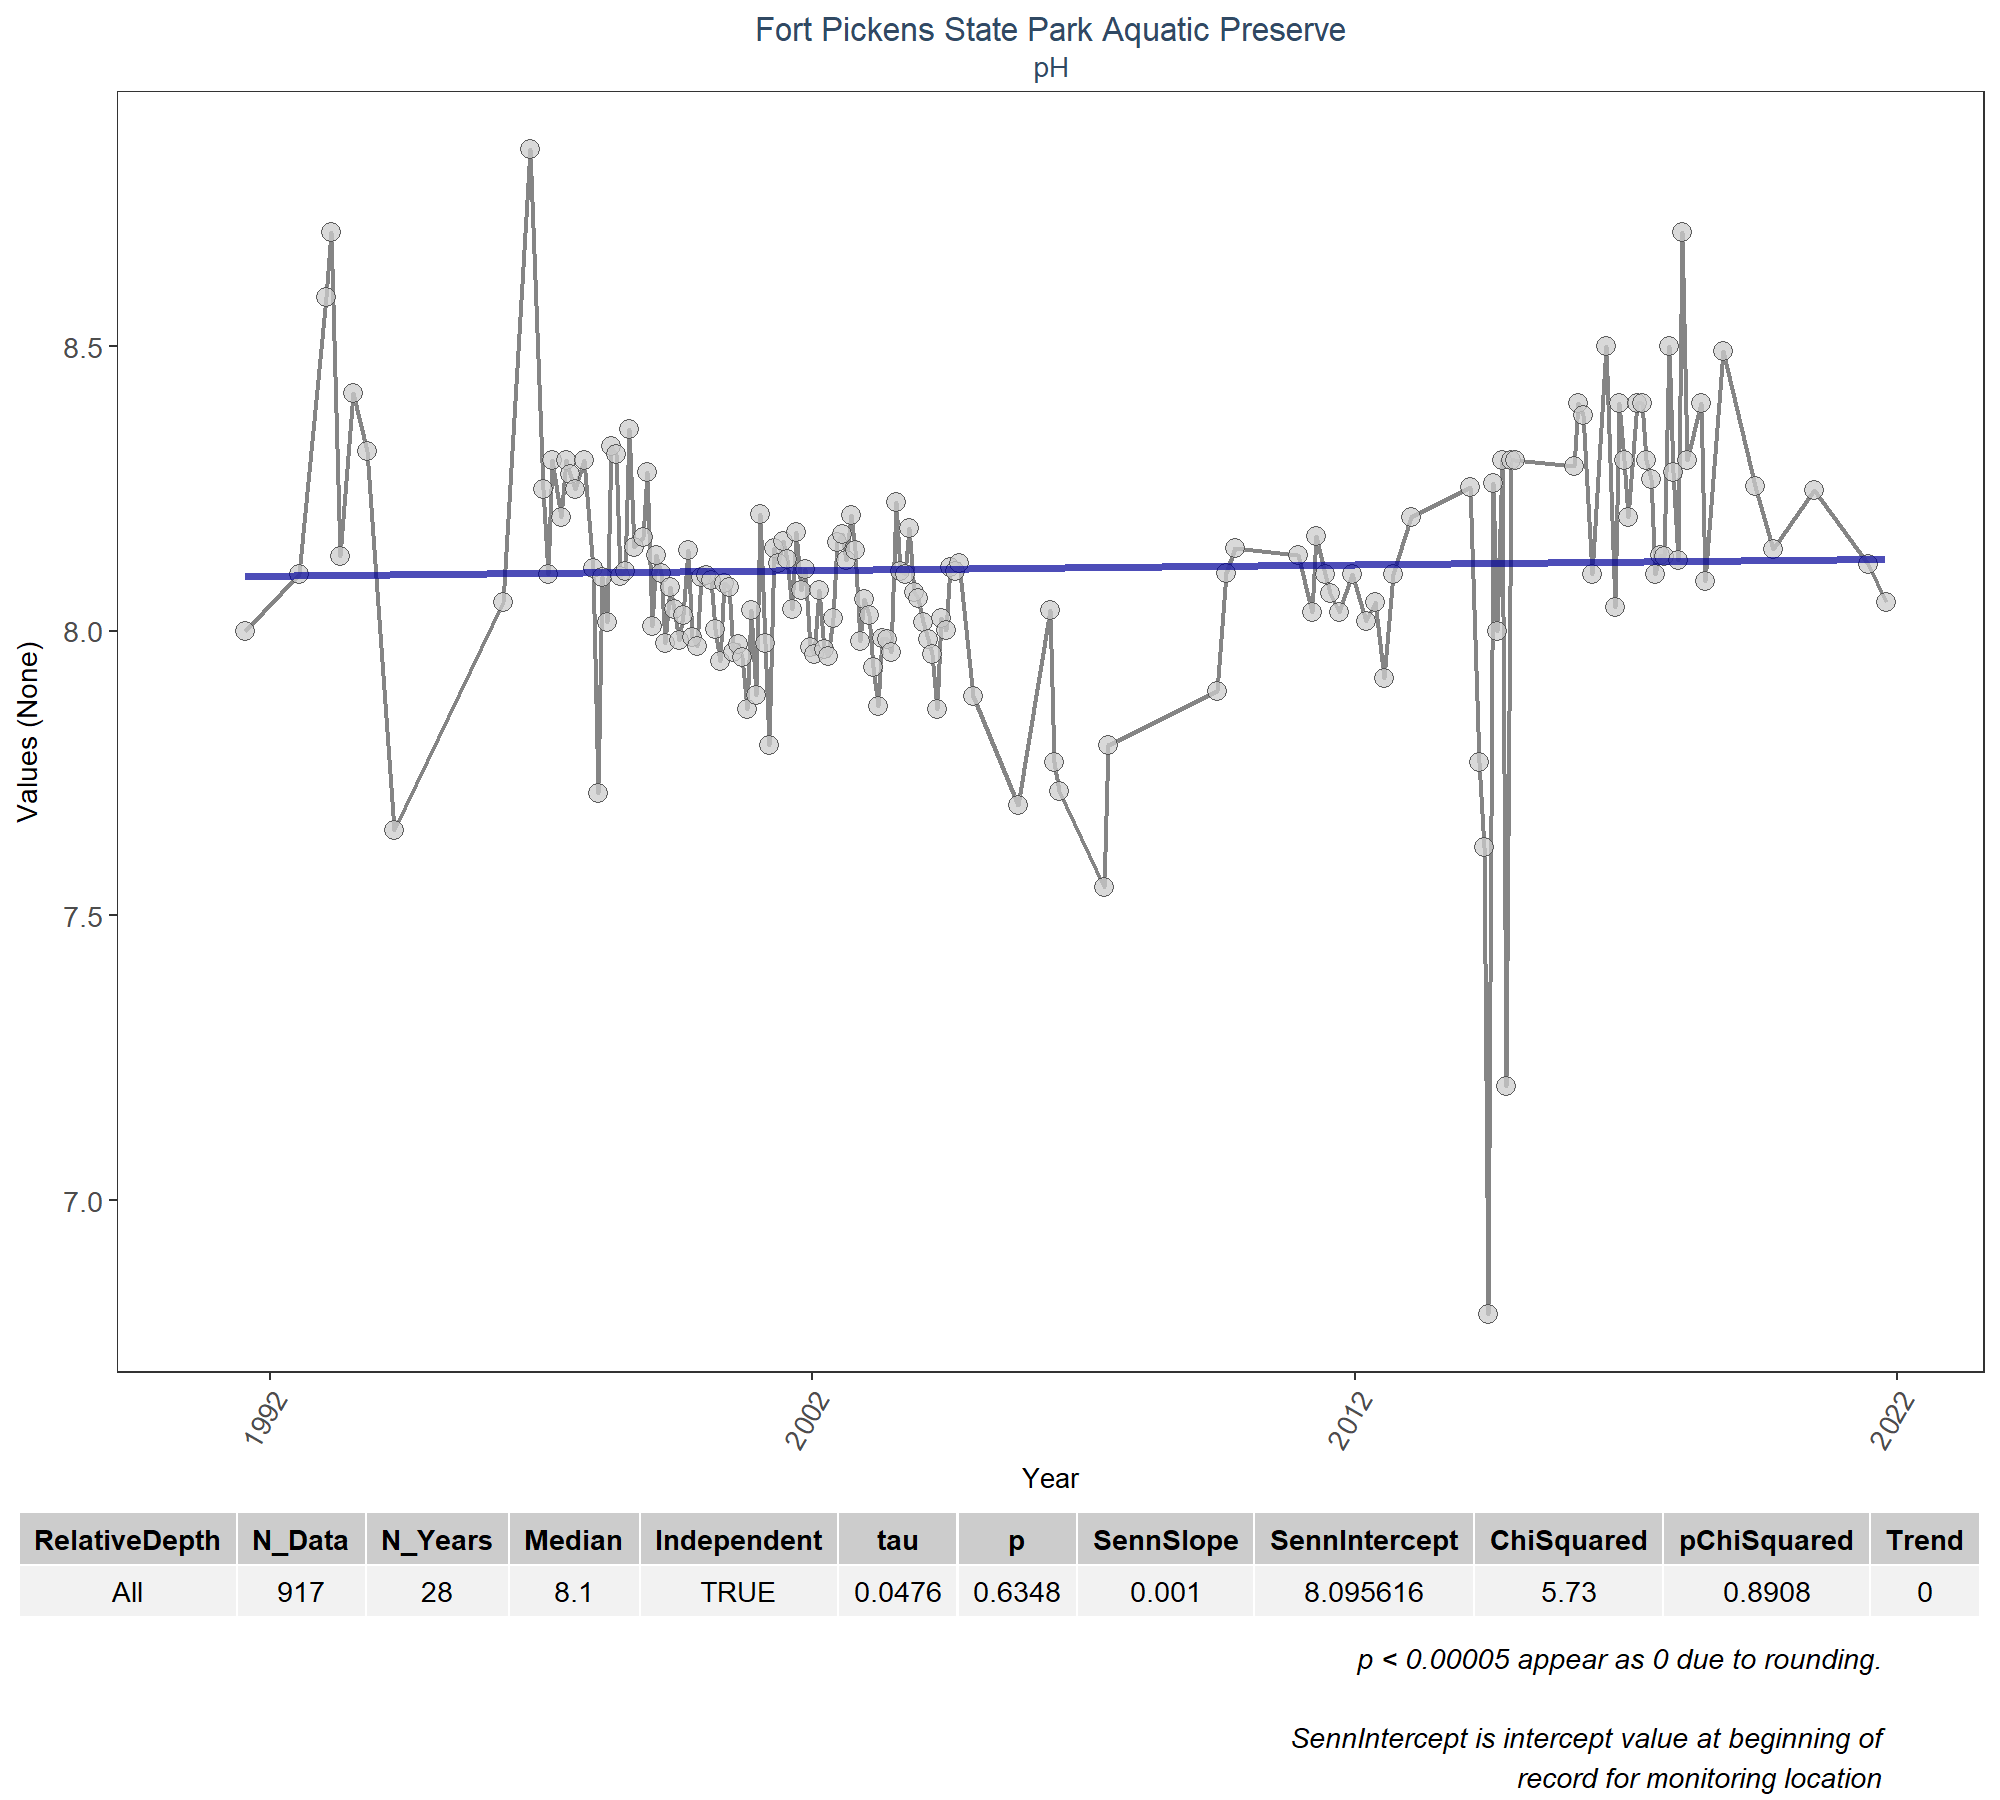 Fort Pickens State Park Aquatic Preserve
pH
Values (None)
8.5
8.0
7.5
7.0
1992 2002 2012 2022
Year
RelativeDepth N_Data N_Years Median Independent tau p SennSlope SennIntercept ChiSquared pChiSquared Trend
All 917 28 8.1 TRUE 0.0476 0.6348 0.001 8.095616 5.73 0.8908 0
p < 0.00005 appear as 0 due to rounding.
SennIntercept is intercept value at beginning of
record for monitoring location